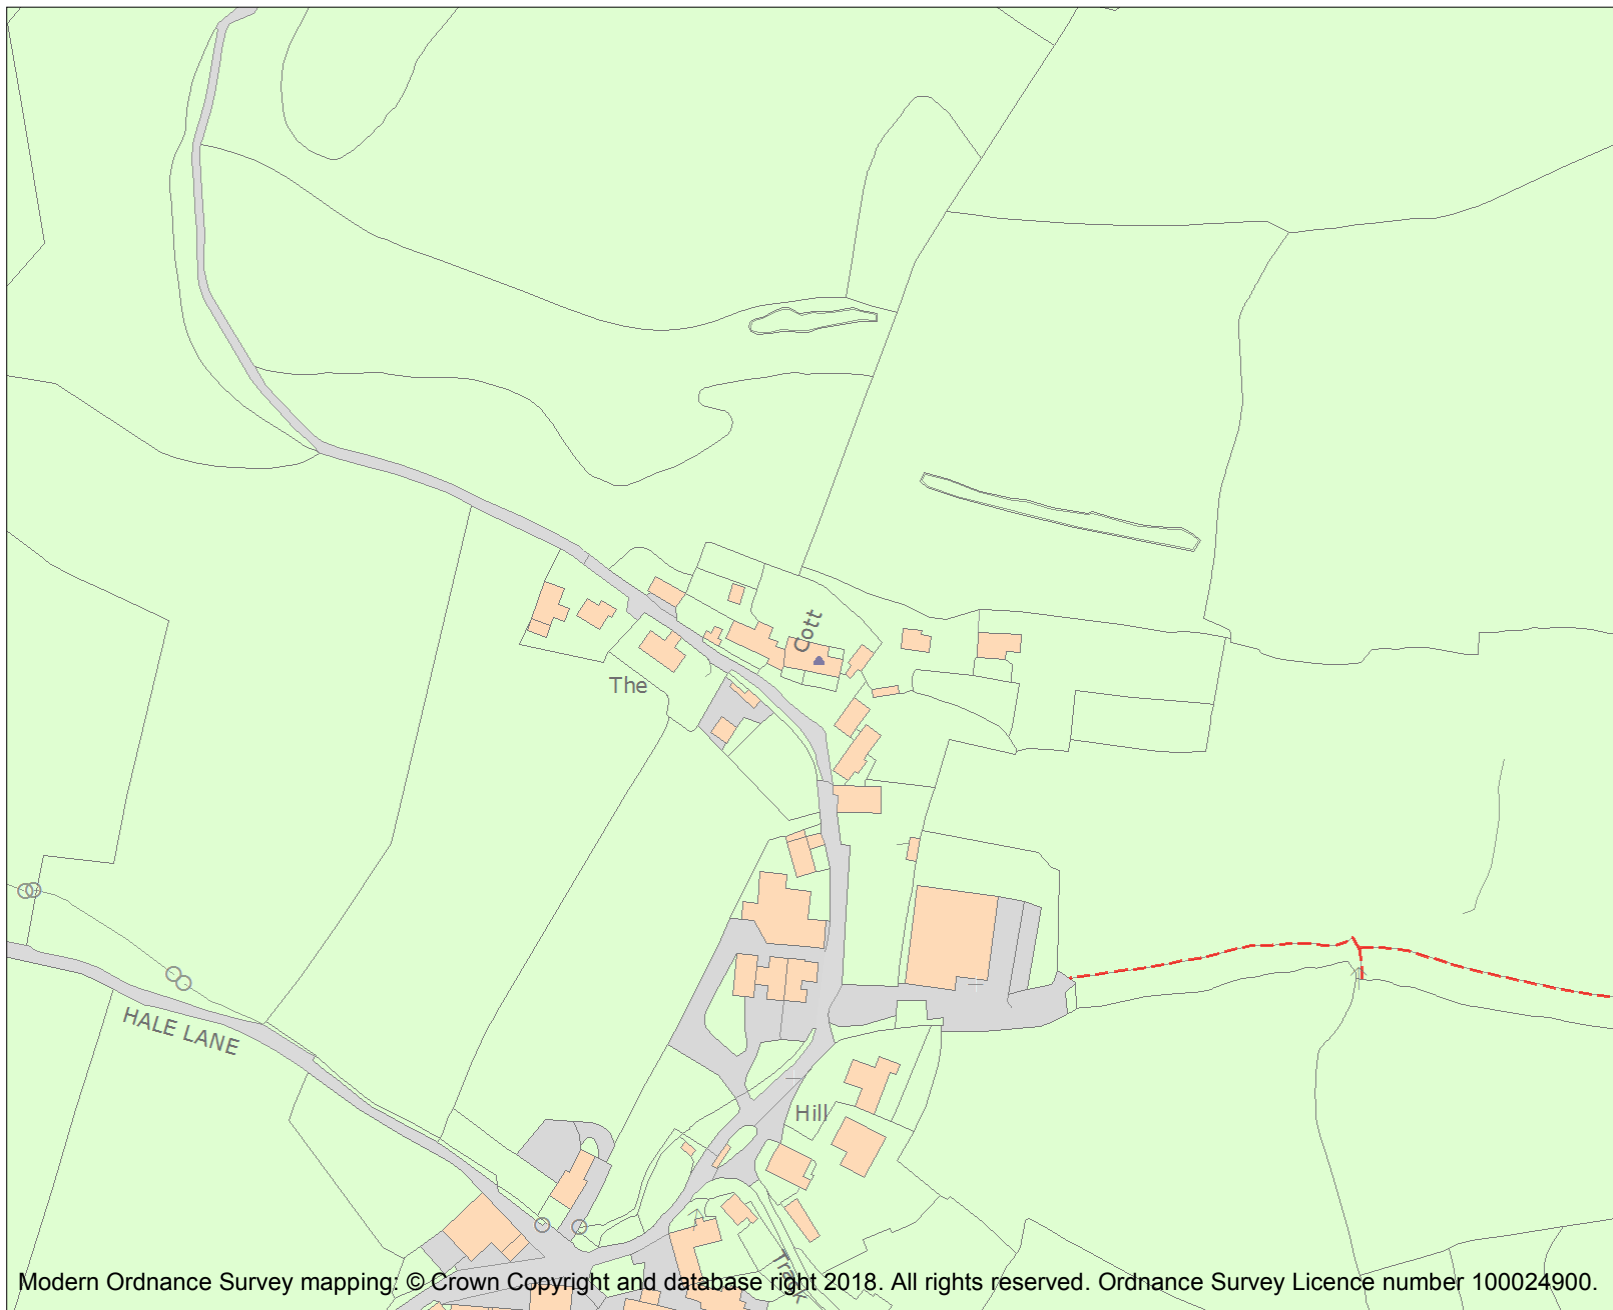 Cott
The
HALE LANE
Hill
Track
Modern Ordnance Survey mapping: © Crown Copyright and database right 2018. All rights reserved. Ordnance Survey Licence number 100024900.